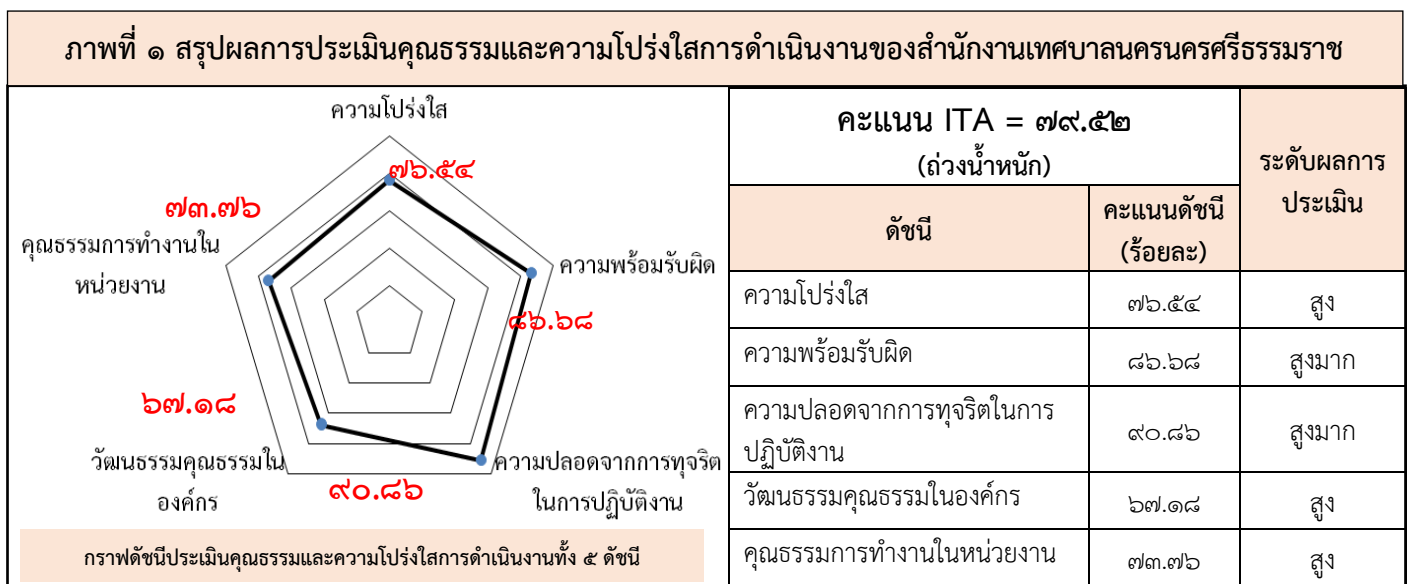 ภาพที่ ๑ สรุปผลการประเมินคุณธรรมและความโปร่งใสการดำเนินงานของสำนักงานเทศบาลนครนครศรีธรรมราช
ความโปร่งใส
๗๖.๕๔
๗๓.๗๖
คุณธรรมการทำงานใน
หน่วยงาน
ความพร้อมรับผิด
๘๖.๖๘
๖๗.๑๘
วัฒนธรรมคุณธรรมใน
องค์กร
๙๐.๘๖
ความปลอดจากการทุจริต
ในการปฏิบัติงาน
กราฟดัชนีประเมินคุณธรรมและความโปร่งใสการดำเนินงานทั้ง ๕ ดัชนี
คะแนน ITA = ๗๙.๕๒
(ถ่วงน้ำหนัก)
ระดับผลการ
ประเมิน
ดัชนี
คะแนนดัชนี
(ร้อยละ)
ความโปร่งใส ๗๖.๕๔ สูง
ความพร้อมรับผิด ๘๖.๖๘ สูงมาก
ความปลอดจากการทุจริตในการ
ปฏิบัติงาน ๙๐.๘๖ สูงมาก
วัฒนธรรมคุณธรรมในองค์กร ๖๗.๑๘ สูง
คุณธรรมการทำงานในหน่วยงาน ๗๓.๗๖ สูง